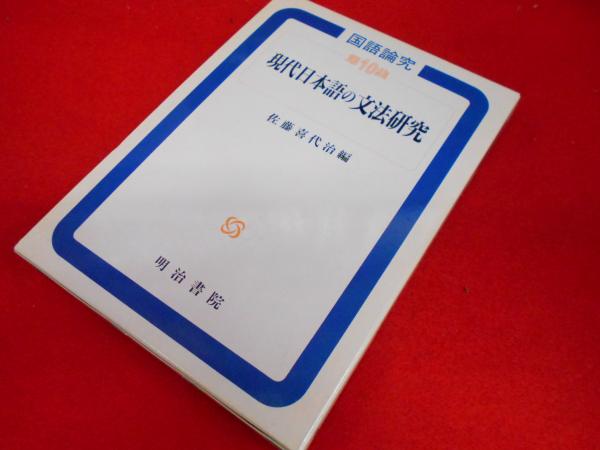 国語論究
第10集
現代日本語の文法研究
佐藤喜代治編
明治書院